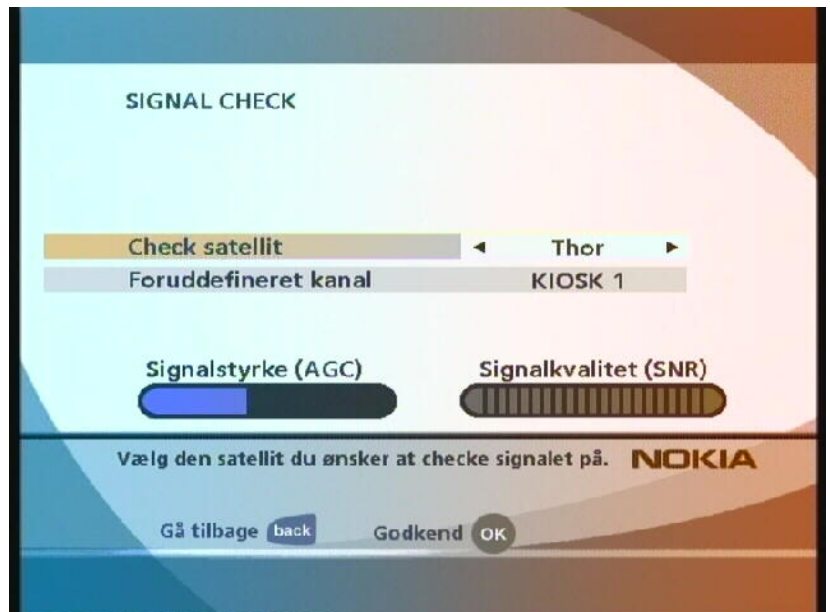 SIGNAL CHECK
Check satellit ◄ Thor ►
Foruddefineret kanal KIOSK 1
Signalstyrke (AGC) Signalkvalitet (SNR)
Vælg den satellit du ønsker at checke signalet på. NOKIA
Gå tilbage back Godkend OK